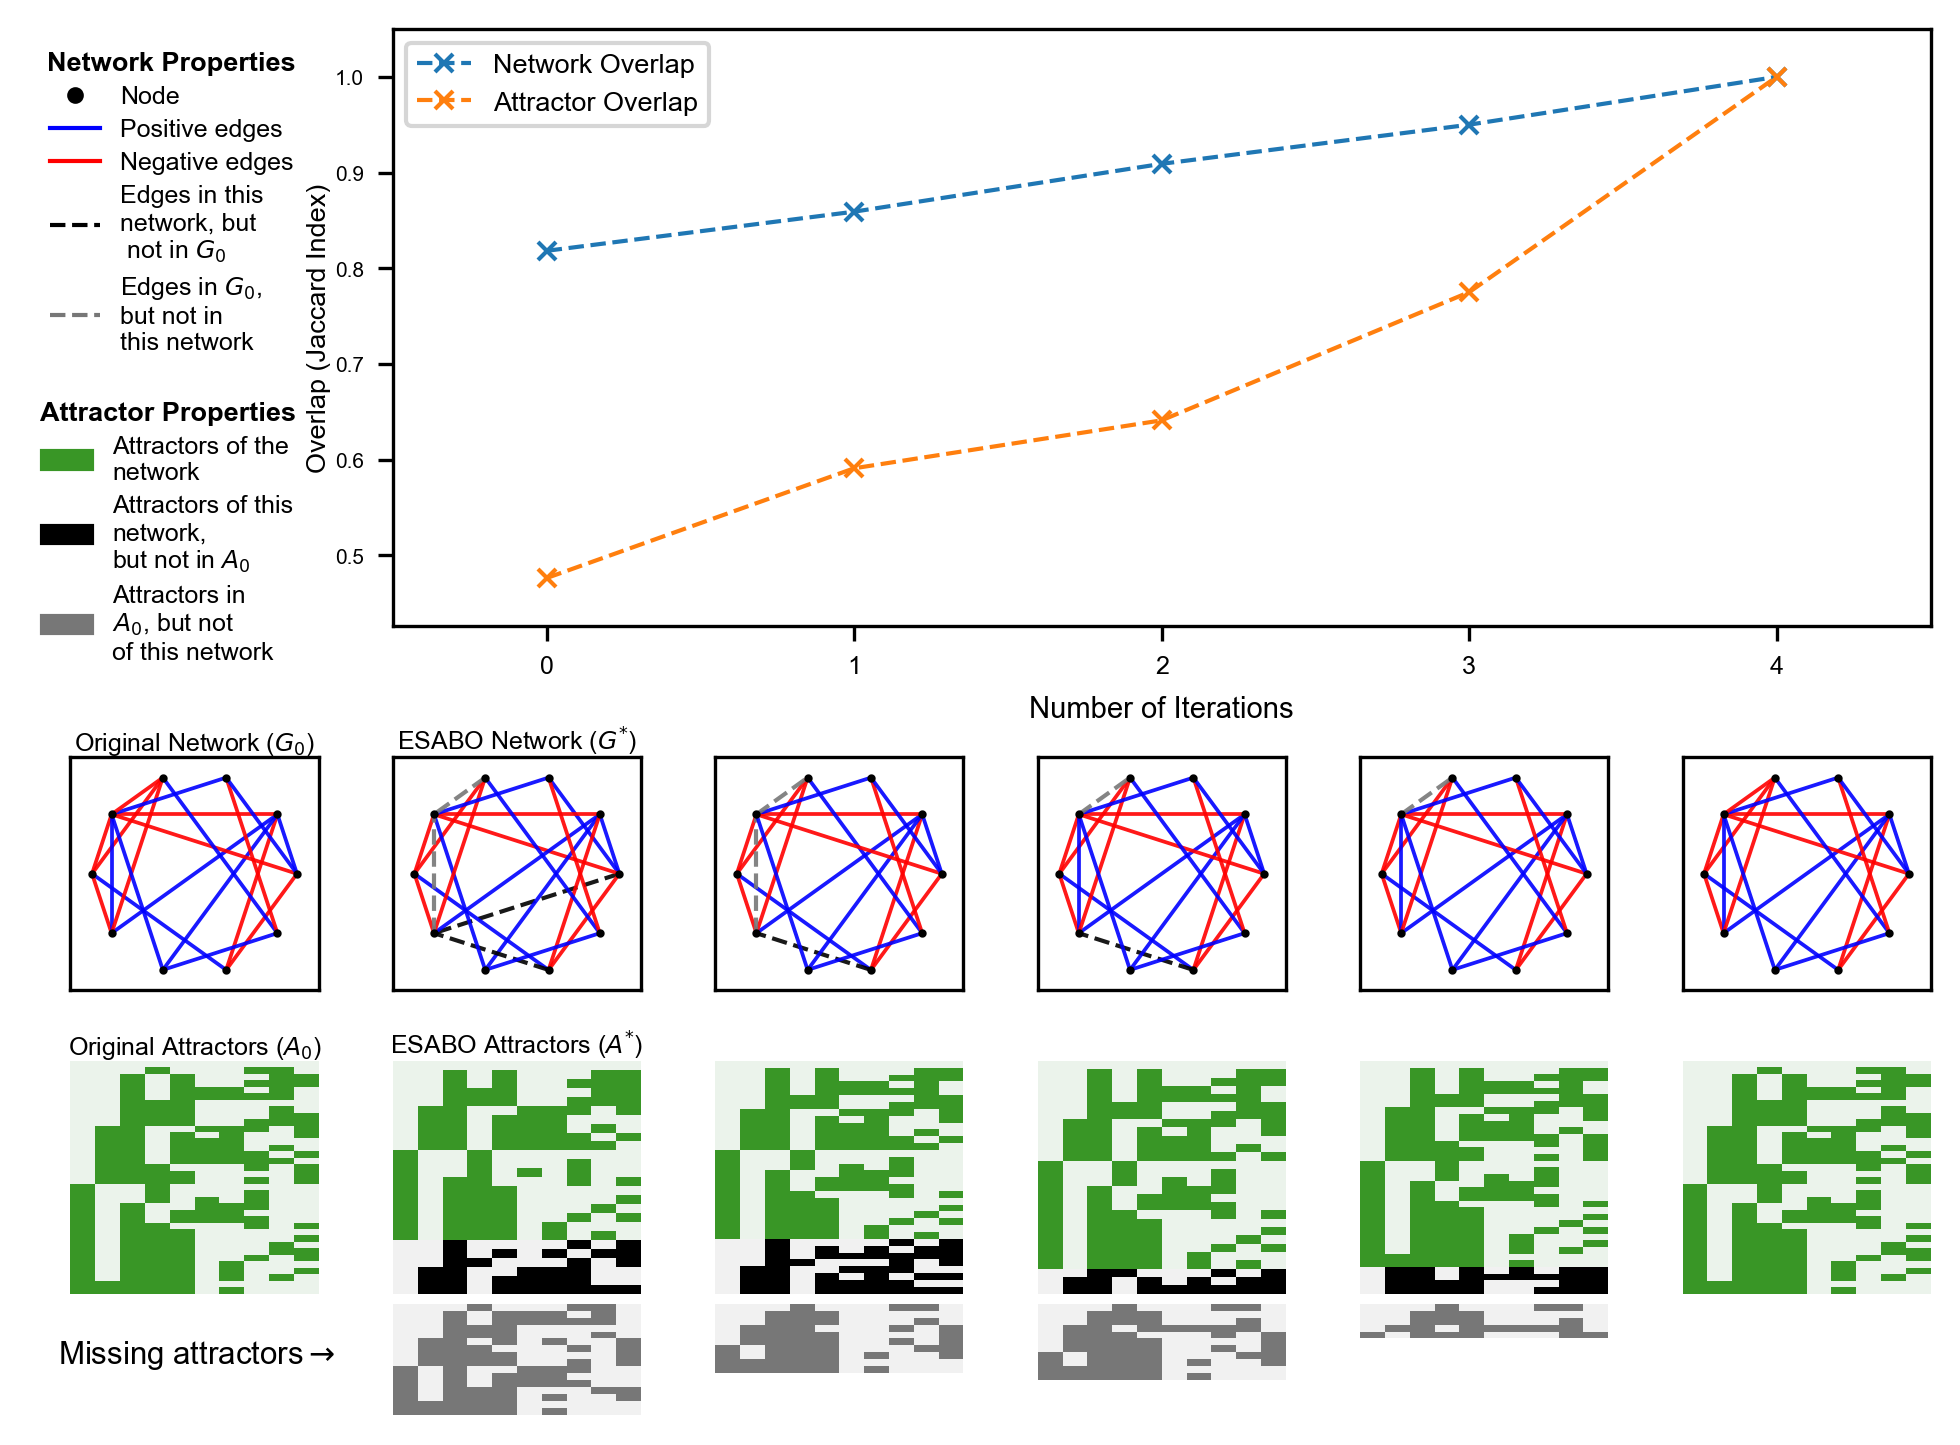 Network Properties
Node
Positive edges
Negative edges
Edges in this
network, but
not in G₀
Edges in G₀,
but not in
this network
Attractor Properties
Attractors of the
network
Attractors of this
network,
but not in A₀
Attractors in
A₀, but not
of this network
Network Overlap
Attractor Overlap
Overlap (Jaccard Index)
1.0
0.9
0.8
0.7
0.6
0.5
0 1 2 3 4
Number of Iterations
Original Network (G₀)
ESABO Network (G*)
Original Attractors (A₀)
ESABO Attractors (A*)
Missing attractors→